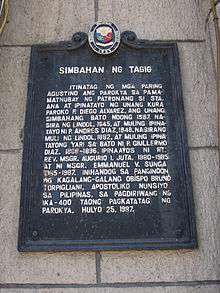 SIMBAHAN NG TAGIG
ITINATAG NG MGA PARING
AGUSTINO ANG PAROKYA SA PAMA-
MATNUBAY NG PATRONANG SI STA.
ANA AT IPINATAYO NG UNANG KURA
PAROKO P. DIEGO ALVAREZ, ANG UNANG
SIMBAHANG BATO NOONG 1587. NA-
SIRA NG LINDOL, 1645, AT MULING IPINA-
TAYO NI P. ANDRES DIAZ, 1848, NASIRANG
MULI NG LINDOL, 1882, AT MULING IPINA-
TAYONG YARI SA BATO NI P. GUILLERMO
DIAZ, 1896. IPINAAYOS NI RT.
REV. MSGR. AUGURIO I. JUTA, 1980-1985
AT NI MSGR. EMMANUEL V. SUNGA
1985-1987. INIHANDOG SA PANGINOON
NG KAGALANG-GALANG OBISPO BRUNO
TORPIGLIANI, APOSTOLIKO NUNSIYO
SA PILIPINAS, SA PAGDIRIWANG NG
IKA-400 TAONG PAGKATATAG NG
PAROKYA. HULYO 25, 1987.